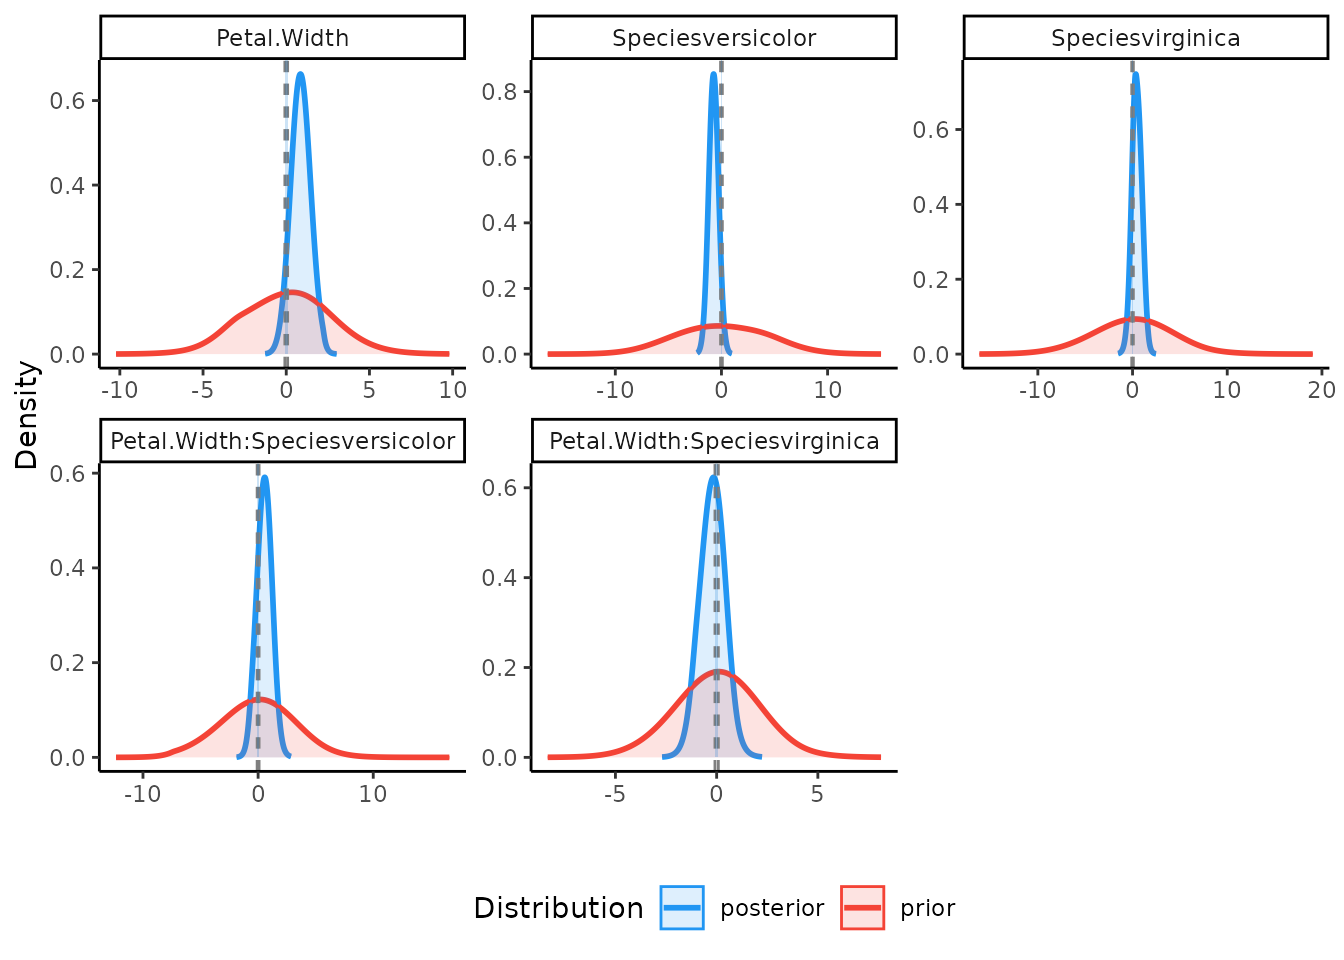 Petal.Width
Speciesversicolor
Speciesvirginica
0.6
0.4
0.2
0.0
-10 -5 0 5 10
0.8
0.6
0.4
0.2
0.0
-10 0 10
0.6
0.4
0.2
0.0
-10 0 10 20
Density
Petal.Width:Speciesversicolor
Petal.Width:Speciesvirginica
0.6
0.4
0.2
0.0
-10 0 10
0.6
0.4
0.2
0.0
-5 0 5
Distribution posterior prior